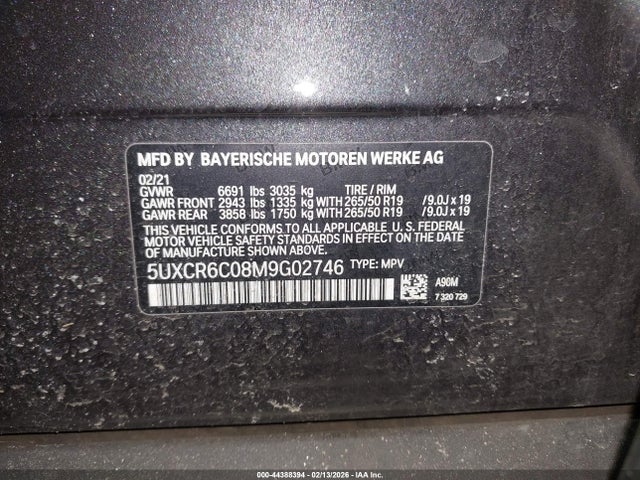 MFD BY BAYERISCHE MOTOREN WERKE AG
02/21
GVWR 6691 lbs 3035 kg TIRE / RIM
GAWR FRONT 2943 lbs 1335 kg WITH 265/50 R19 /9.0J x 19
GAWR REAR 3858 lbs 1750 kg WITH 265/50 R19 /9.0J x 19
THIS VEHICLE CONFORMS TO ALL APPLICABLE U. S. FEDERAL
MOTOR VEHICLE SAFETY STANDARDS IN EFFECT ON THE
DATE OF MANUFACTURE SHOWN ABOVE.
5UXCR6C08M9G02746 TYPE: MPV
A90M
7 320 729
000-44388394 - 02/13/2026 - IAA Inc.